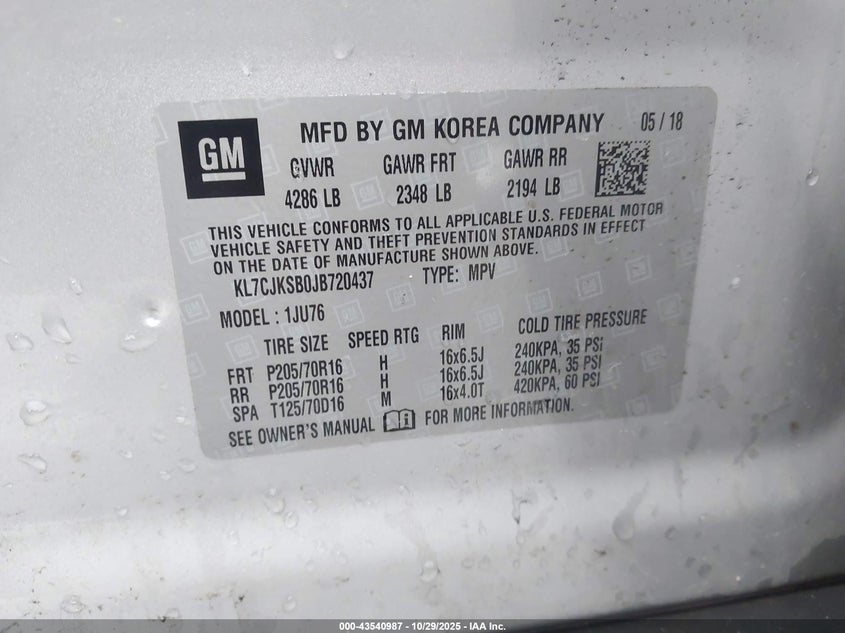 GM
MFD BY GM KOREA COMPANY 05 / 18
GVWR GAWR FRT GAWR RR
4286 LB 2348 LB 2194 LB
THIS VEHICLE CONFORMS TO ALL APPLICABLE U.S. FEDERAL MOTOR
VEHICLE SAFETY AND THEFT PREVENTION STANDARDS IN EFFECT
ON THE DATE OF MANUFACTURE SHOWN ABOVE.
KL7CJKSB0JB720437 TYPE: MPV
MODEL : 1JU76
TIRE SIZE SPEED RTG RIM COLD TIRE PRESSURE
FRT P205/70R16 H 16x6.5J 240KPA, 35 PSI
RR P205/70R16 H 16x6.5J 240KPA, 35 PSI
SPA T125/70D16 M 16x4.0T 420KPA, 60 PSI
SEE OWNER'S MANUAL FOR MORE INFORMATION.
000-43540987 - 10/29/2025 - IAA Inc.